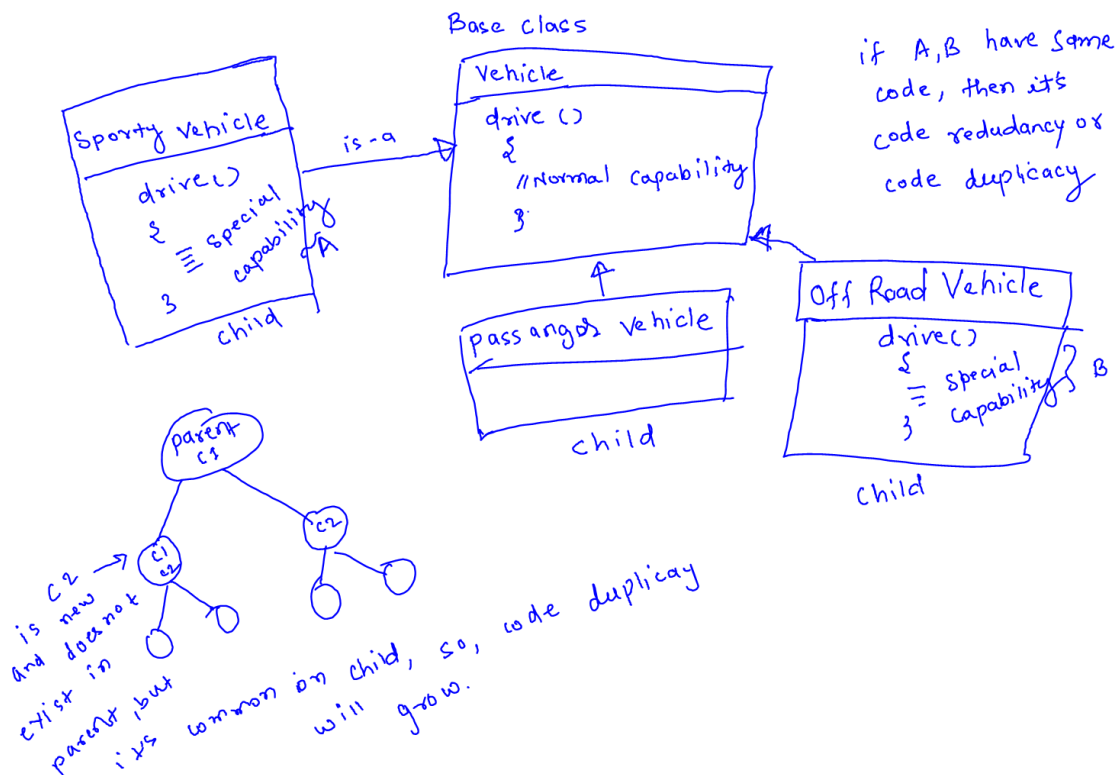 Base class
Vehicle
drive ()
{
//Normal capability
}
if A,B have same
code, then it's
code redudancy or
code duplicacy
Sporty vehicle
drive()
{
special
capability
}
A
child
is-a
passangor vehicle
child
Off Road Vehicle
drive()
{
special
capability
}
B
child
parent
C1
C1
C2
C2
C2
is new
and does not
exist in
parent, but
its common on child, so, code duplicay
will grow.